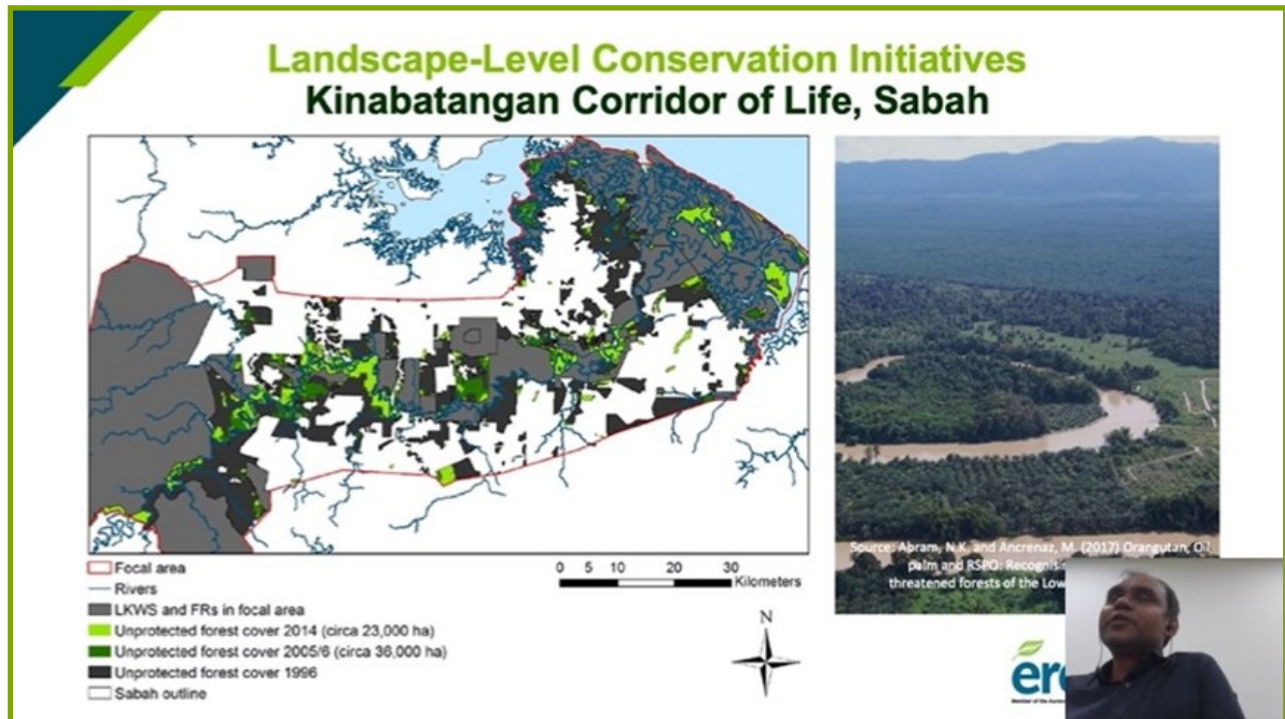 Landscape-Level Conservation Initiatives
Kinabatangan Corridor of Life, Sabah
Focal area
Rivers
LKWS and FRs in focal area
Unprotected forest cover 2014 (circa 23,000 ha)
Unprotected forest cover 2005/6 (circa 36,000 ha)
Unprotected forest cover 1996
Sabah outline
0 5 10 20 30
Kilometers
N
Source: Abram, N.K. and Ancrenaz, M. (2017) Orangutan, Oil
palm and RSPO:
threatened forests of the
Member of the